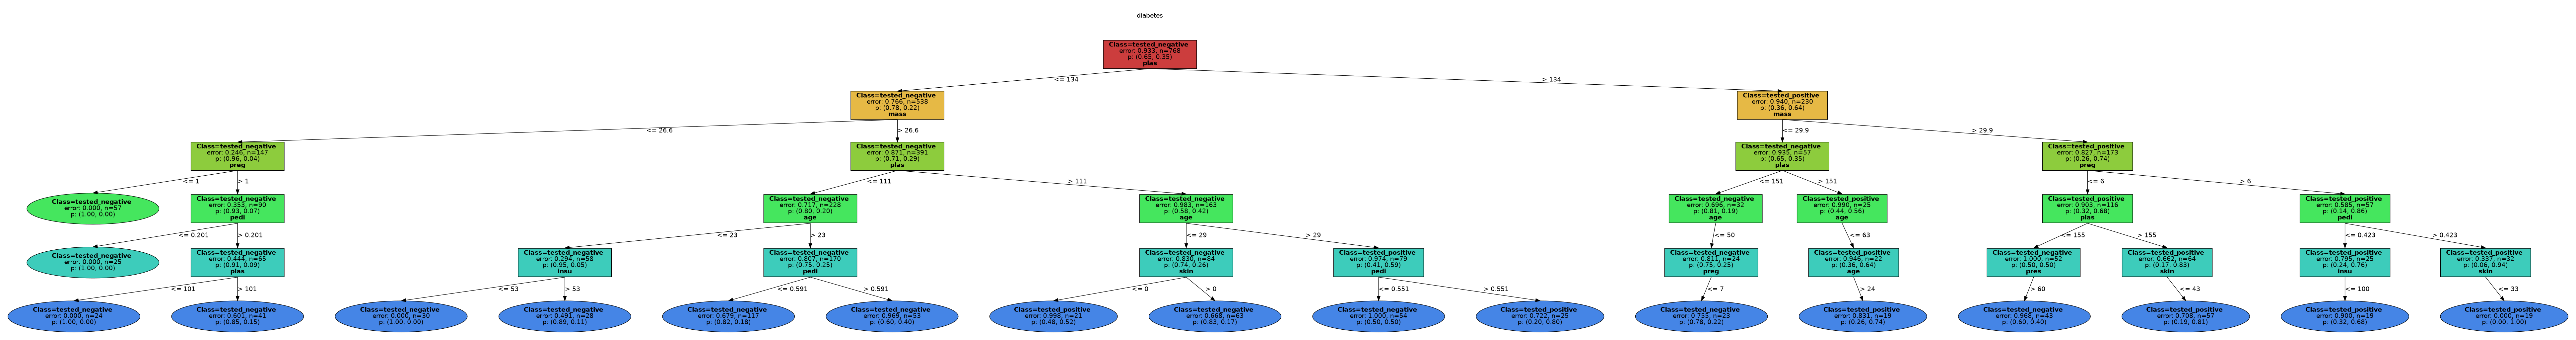 diabetes
Class=tested_negative
error: 0.933, n=768
p: (0.65, 0.35)
plas
<= 134
> 134
Class=tested_negative
error: 0.766, n=538
p: (0.78, 0.22)
mass
Class=tested_positive
error: 0.940, n=230
p: (0.36, 0.64)
mass
<= 26.6
> 26.6
<= 29.9
> 29.9
Class=tested_negative
error: 0.246, n=147
p: (0.96, 0.04)
preg
Class=tested_negative
error: 0.871, n=391
p: (0.71, 0.29)
plas
Class=tested_negative
error: 0.935, n=57
p: (0.65, 0.35)
plas
Class=tested_positive
error: 0.827, n=173
p: (0.26, 0.74)
preg
<= 1
> 1
<= 111
> 111
<= 151
> 151
<= 6
> 6
Class=tested_negative
error: 0.000, n=57
p: (1.00, 0.00)
Class=tested_negative
error: 0.353, n=90
p: (0.93, 0.07)
pedi
Class=tested_negative
error: 0.717, n=228
p: (0.80, 0.20)
age
Class=tested_negative
error: 0.983, n=163
p: (0.58, 0.42)
age
Class=tested_negative
error: 0.696, n=32
p: (0.81, 0.19)
age
Class=tested_positive
error: 0.990, n=25
p: (0.44, 0.56)
age
Class=tested_positive
error: 0.903, n=116
p: (0.32, 0.68)
plas
Class=tested_positive
error: 0.585, n=57
p: (0.14, 0.86)
pedi
<= 0.201
> 0.201
<= 23
> 23
<= 29
> 29
<= 50
<= 63
<= 155
> 155
<= 0.423
> 0.423
Class=tested_negative
error: 0.000, n=25
p: (1.00, 0.00)
Class=tested_negative
error: 0.444, n=65
p: (0.91, 0.09)
plas
Class=tested_negative
error: 0.294, n=58
p: (0.95, 0.05)
insu
Class=tested_negative
error: 0.807, n=170
p: (0.75, 0.25)
pedi
Class=tested_negative
error: 0.830, n=84
p: (0.74, 0.26)
skin
Class=tested_positive
error: 0.974, n=79
p: (0.41, 0.59)
pedi
Class=tested_negative
error: 0.811, n=24
p: (0.75, 0.25)
preg
Class=tested_positive
error: 0.946, n=22
p: (0.36, 0.64)
age
Class=tested_negative
error: 1.000, n=52
p: (0.50, 0.50)
pres
Class=tested_positive
error: 0.662, n=64
p: (0.17, 0.83)
skin
Class=tested_positive
error: 0.795, n=25
p: (0.24, 0.76)
insu
Class=tested_positive
error: 0.337, n=32
p: (0.06, 0.94)
skin
<= 101
> 101
<= 53
> 53
<= 0.591
> 0.591
<= 0
> 0
<= 0.551
> 0.551
<= 7
> 24
> 60
<= 43
<= 100
<= 33
Class=tested_negative
error: 0.000, n=24
p: (1.00, 0.00)
Class=tested_negative
error: 0.601, n=41
p: (0.85, 0.15)
Class=tested_negative
error: 0.000, n=30
p: (1.00, 0.00)
Class=tested_negative
error: 0.491, n=28
p: (0.89, 0.11)
Class=tested_negative
error: 0.679, n=117
p: (0.82, 0.18)
Class=tested_negative
error: 0.969, n=53
p: (0.60, 0.40)
Class=tested_positive
error: 0.998, n=21
p: (0.48, 0.52)
Class=tested_negative
error: 0.668, n=63
p: (0.83, 0.17)
Class=tested_negative
error: 1.000, n=54
p: (0.50, 0.50)
Class=tested_positive
error: 0.722, n=25
p: (0.20, 0.80)
Class=tested_negative
error: 0.755, n=23
p: (0.78, 0.22)
Class=tested_positive
error: 0.831, n=19
p: (0.26, 0.74)
Class=tested_negative
error: 0.968, n=43
p: (0.60, 0.40)
Class=tested_positive
error: 0.708, n=57
p: (0.19, 0.81)
Class=tested_positive
error: 0.900, n=19
p: (0.32, 0.68)
Class=tested_positive
error: 0.000, n=19
p: (0.00, 1.00)